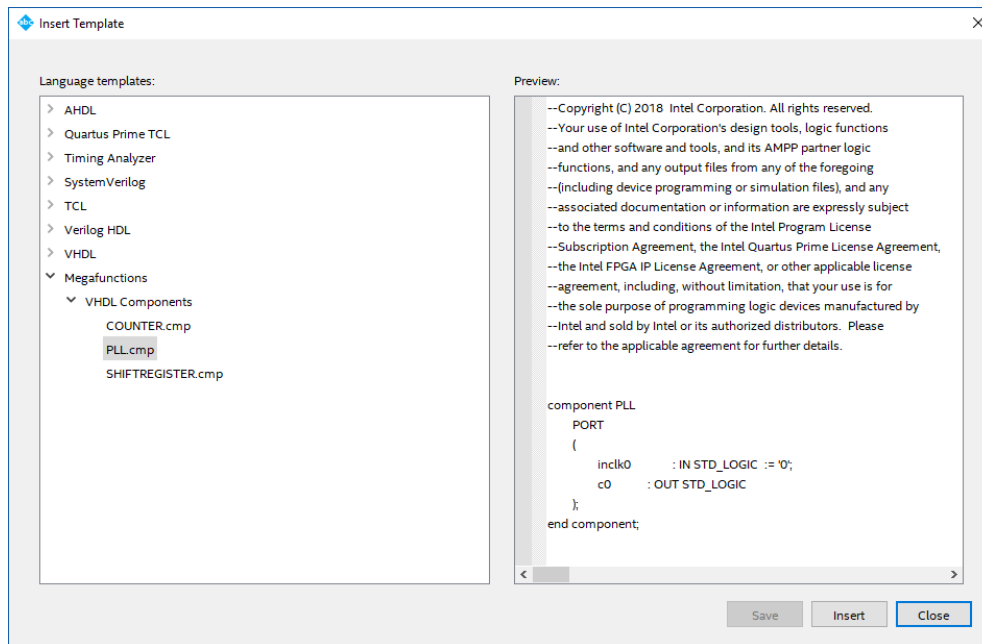 Insert Template
Language templates:
AHDL
Quartus Prime TCL
Timing Analyzer
SystemVerilog
TCL
Verilog HDL
VHDL
Megafunctions
VHDL Components
COUNTER.cmp
PLL.cmp
SHIFTREGISTER.cmp
Preview:
--Copyright (C) 2018  Intel Corporation. All rights reserved.
--Your use of Intel Corporation's design tools, logic functions
--and other software and tools, and its AMPP partner logic
--functions, and any output files from any of the foregoing
--(including device programming or simulation files), and any
--associated documentation or information are expressly subject
--to the terms and conditions of the Intel Program License
--Subscription Agreement, the Intel Quartus Prime License Agreement,
--the Intel FPGA IP License Agreement, or other applicable license
--agreement, including, without limitation, that your use is for
--the sole purpose of programming logic devices manufactured by
--Intel and sold by Intel or its authorized distributors.  Please
--refer to the applicable agreement for further details.
component PLL
PORT
(
inclk0 : IN STD_LOGIC  := '0';
c0 : OUT STD_LOGIC
);
end component;
Save
Insert
Close